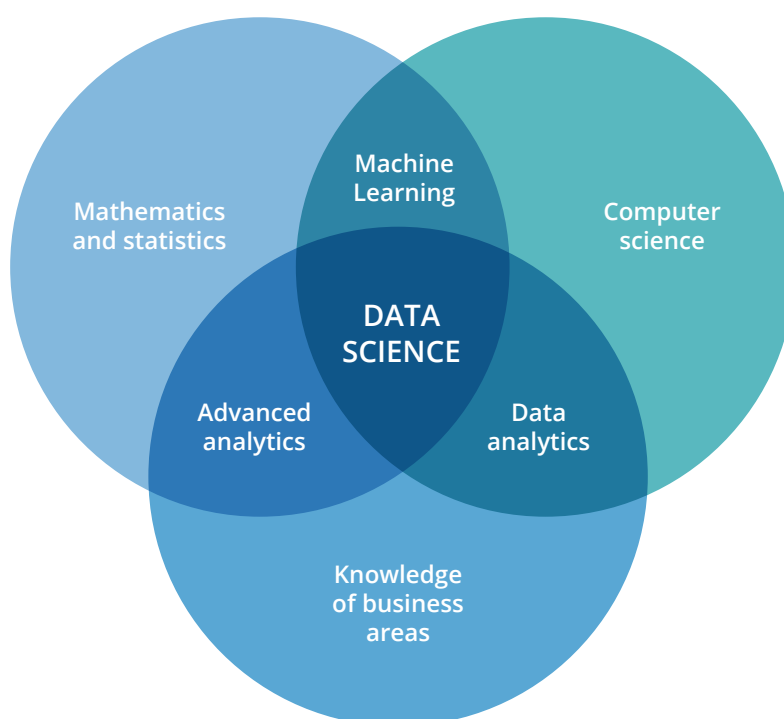 Machine
Learning
Mathematics
and statistics
Computer
science
DATA
SCIENCE
Advanced
analytics
Data
analytics
Knowledge
of business
areas